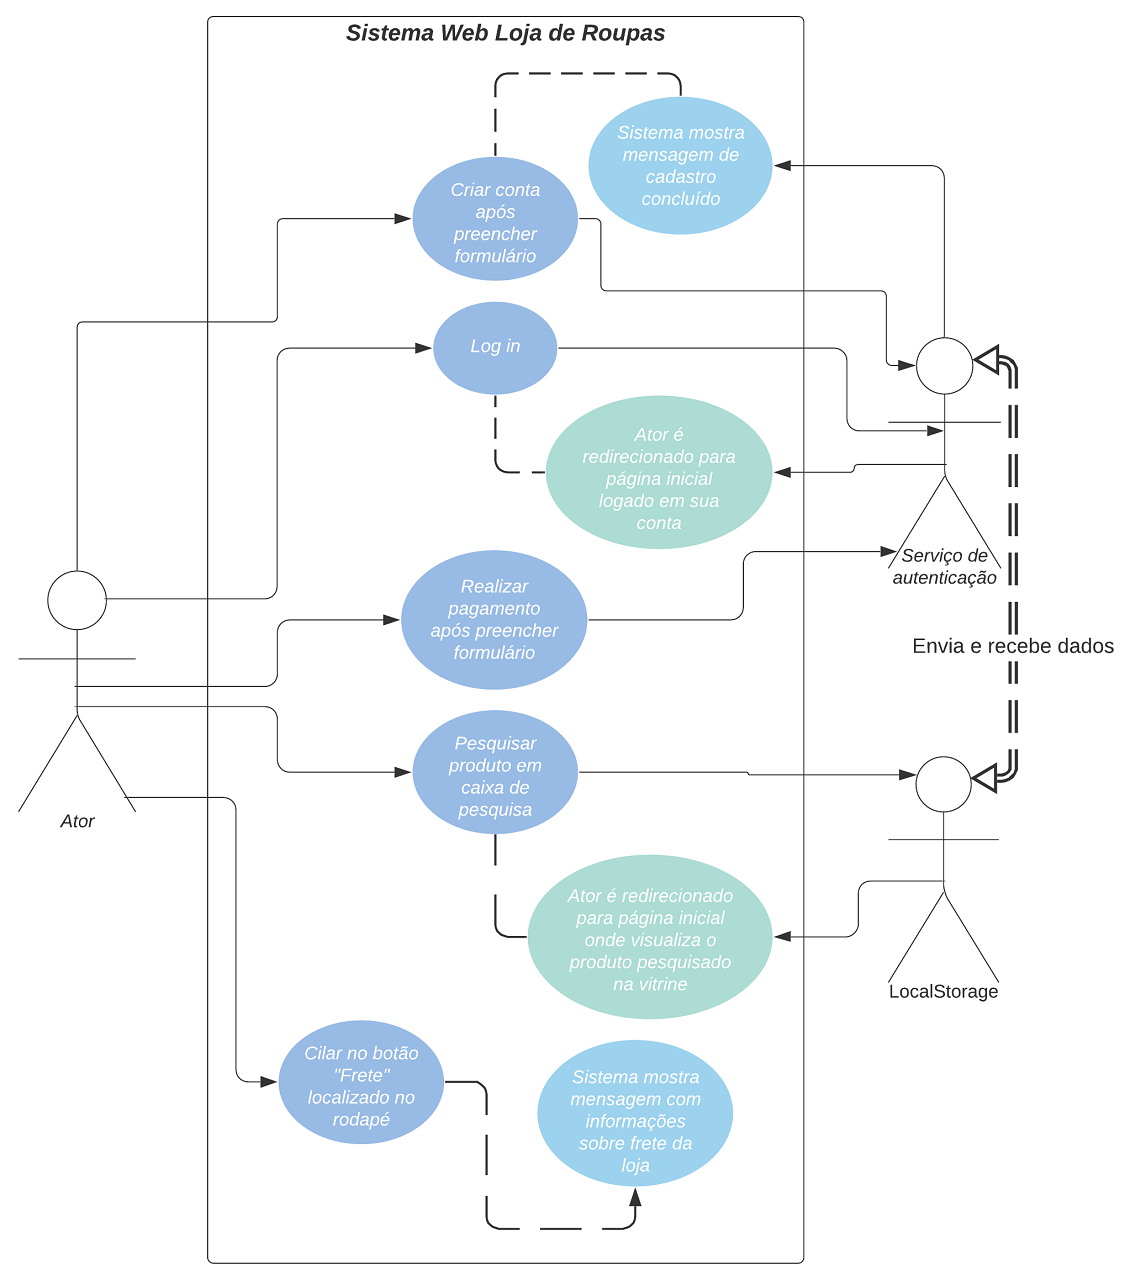 Sistema Web Loja de Roupas
Sistema mostra
mensagem de
cadastro
concluído
Criar conta
após
preencher
formulário
Log in
Ator é
redirecionado para
página inicial
logado em sua
conta
Serviço de
autenticação
Realizar
pagamento
após preencher
formulário
Envia e recebe dados
Pesquisar
produto em
caixa de
pesquisa
Ator
Ator é redirecionado
para página inicial
onde visualiza o
produto pesquisado
na vitrine
LocalStorage
Cilar no botão
"Frete"
localizado no
rodapé
Sistema mostra
mensagem com
informações
sobre frete da
loja